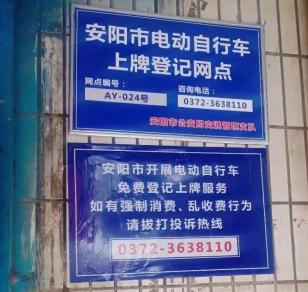 安阳市电动自行车
上牌登记网点
网点编号：
咨询电话：
AY-024号
0372-3638110
安阳市公安局交通管理支队
安阳市开展电动自行车
免费登记上牌服务
如有强制消费、乱收费行为
请拔打投诉热线
0372-3638110